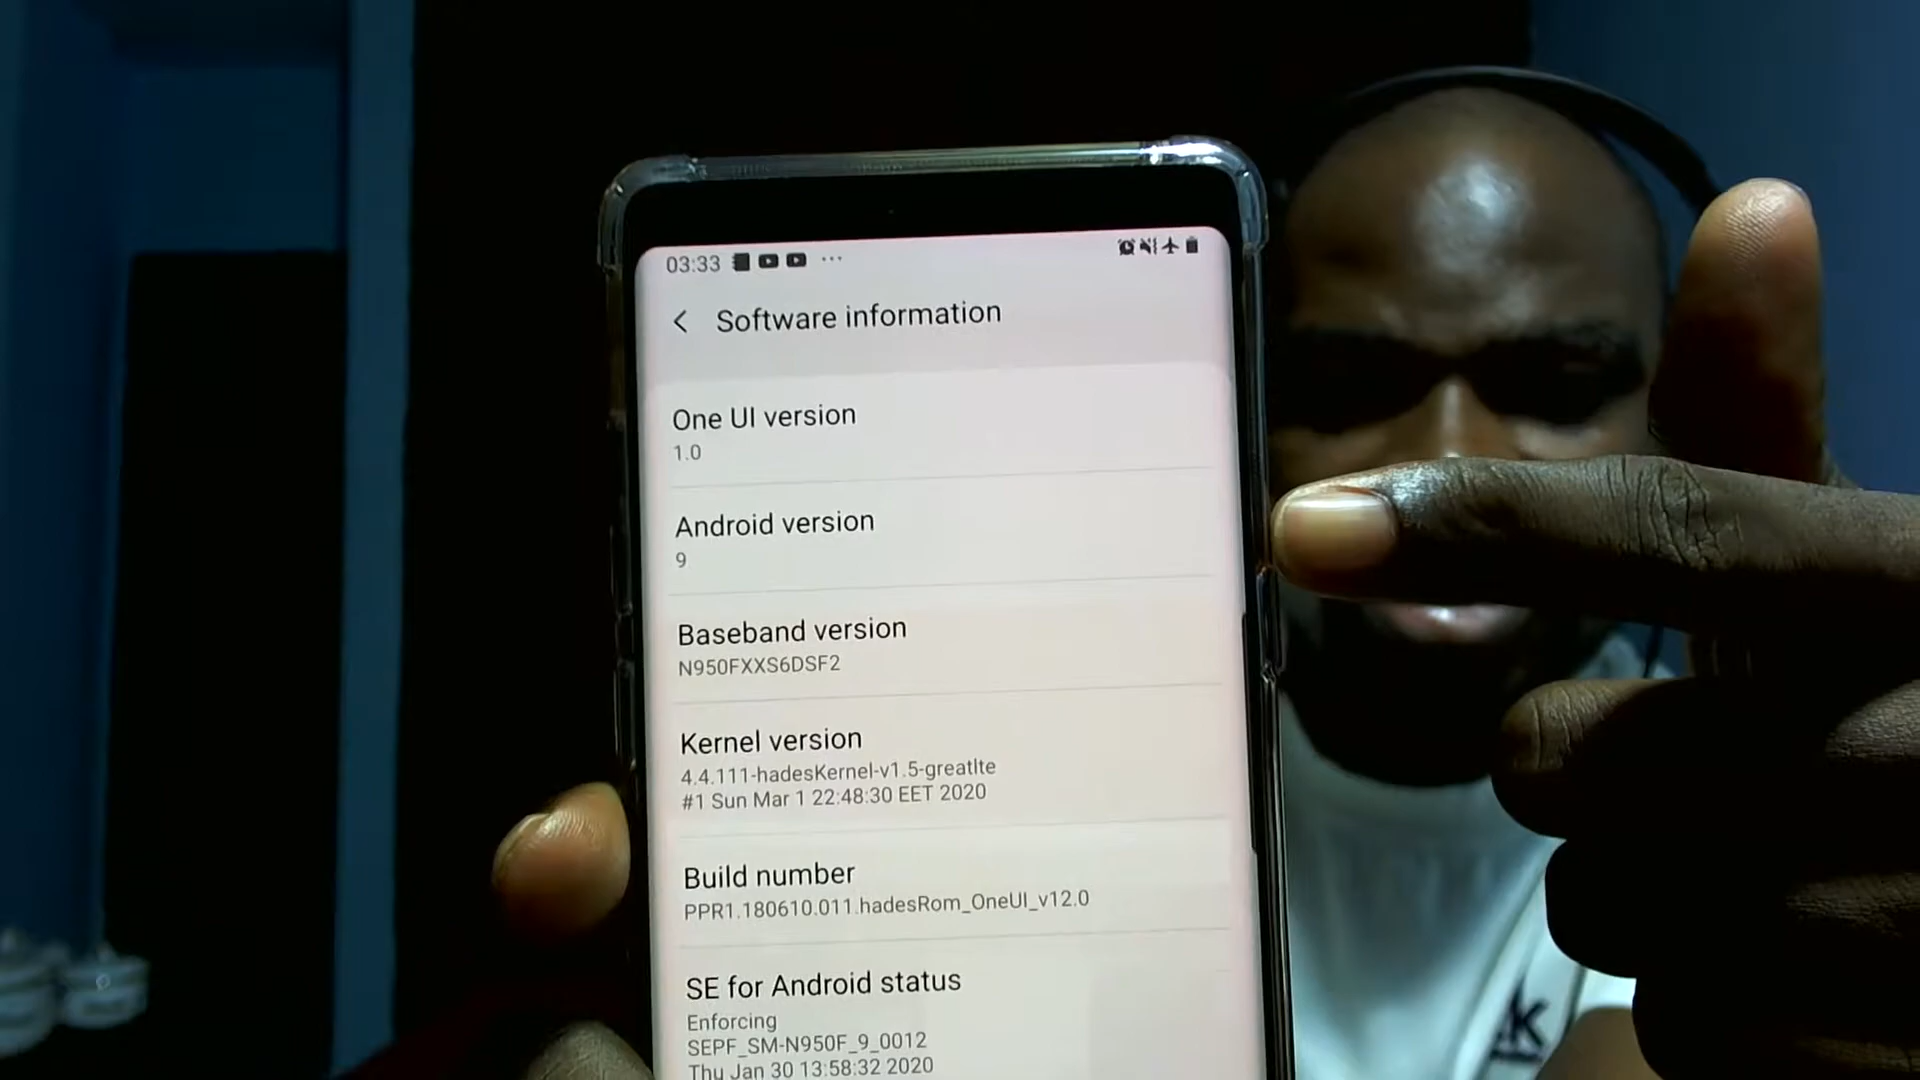 03:33
Software information
One UI version
1.0
Android version
9
Baseband version
N950FXXS6DSF2
Kernel version
4.4.111-hadesKernel-v1.5-greatlte
#1 Sun Mar 1 22:48:30 EET 2020
Build number
PPR1.180610.011.hadesRom_OneUI_v12.0
SE for Android status
Enforcing
SEPF_SM-N950F_9_0012
Thu Jan 30 13:58:32 2020